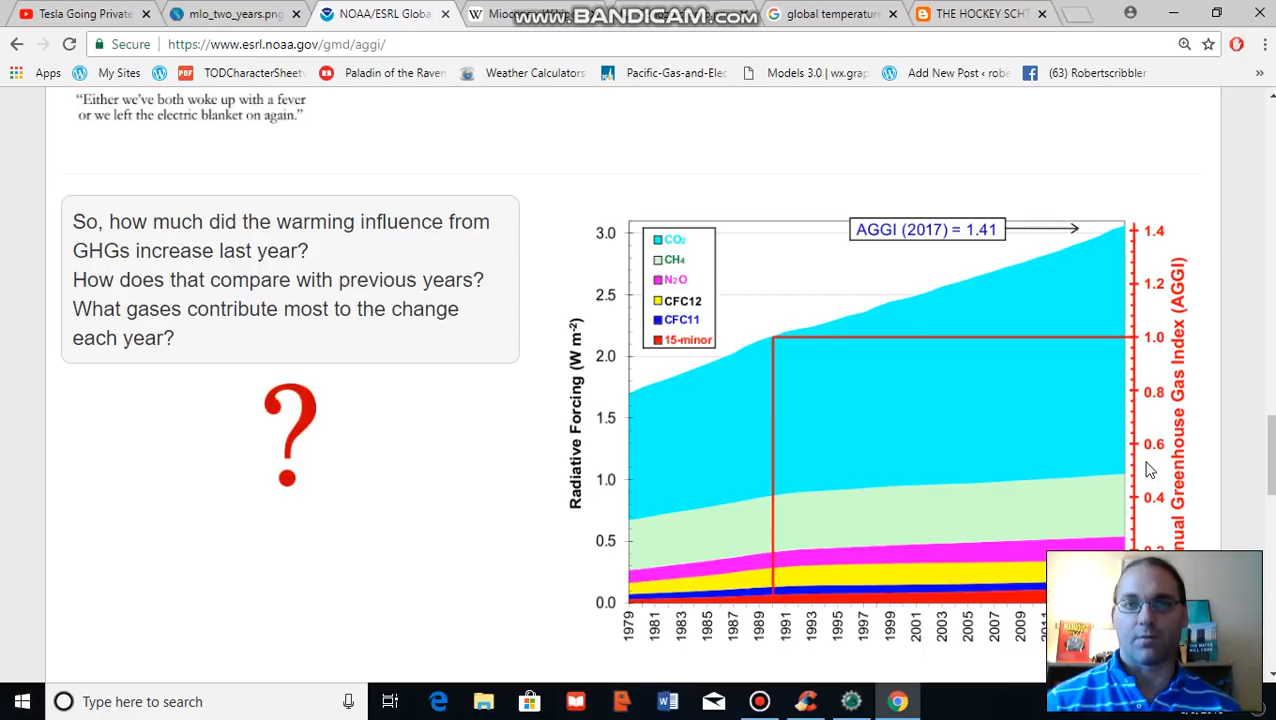 Tesla Going Private
mlo_two_years.png
NOAA/ESRL Globa
www.BANDICAM.com
global temperature
THE HOCKEY SCHT
Secure
https://www.esrl.noaa.gov/gmd/aggi/
Apps
My Sites
TODCharacterSheet
Paladin of the Raven
Weather Calculators
Pacific-Gas-and-Elec
Models 3.0 | wx.grap
Add New Post ‹ robe
(63) Robertscribbler
»
“Either we’ve both woke up with a fever
or we left the electric blanket on again.”
So, how much did the warming influence from
GHGs increase last year?
How does that compare with previous years?
What gases contribute most to the change
each year?
?
AGGI (2017) = 1.41
CO₂
CH₄
N₂O
CFC12
CFC11
15-minor
Radiative Forcing (W m⁻²)
3.0
2.5
2.0
1.5
1.0
0.5
0.0
1.4
1.2
1.0
0.8
0.6
0.4
nual Greenhouse Gas Index (AGGI)
1979
1981
1983
1985
1987
1989
1991
1993
1995
1997
1999
2001
2003
2005
2007
2009
Type here to search